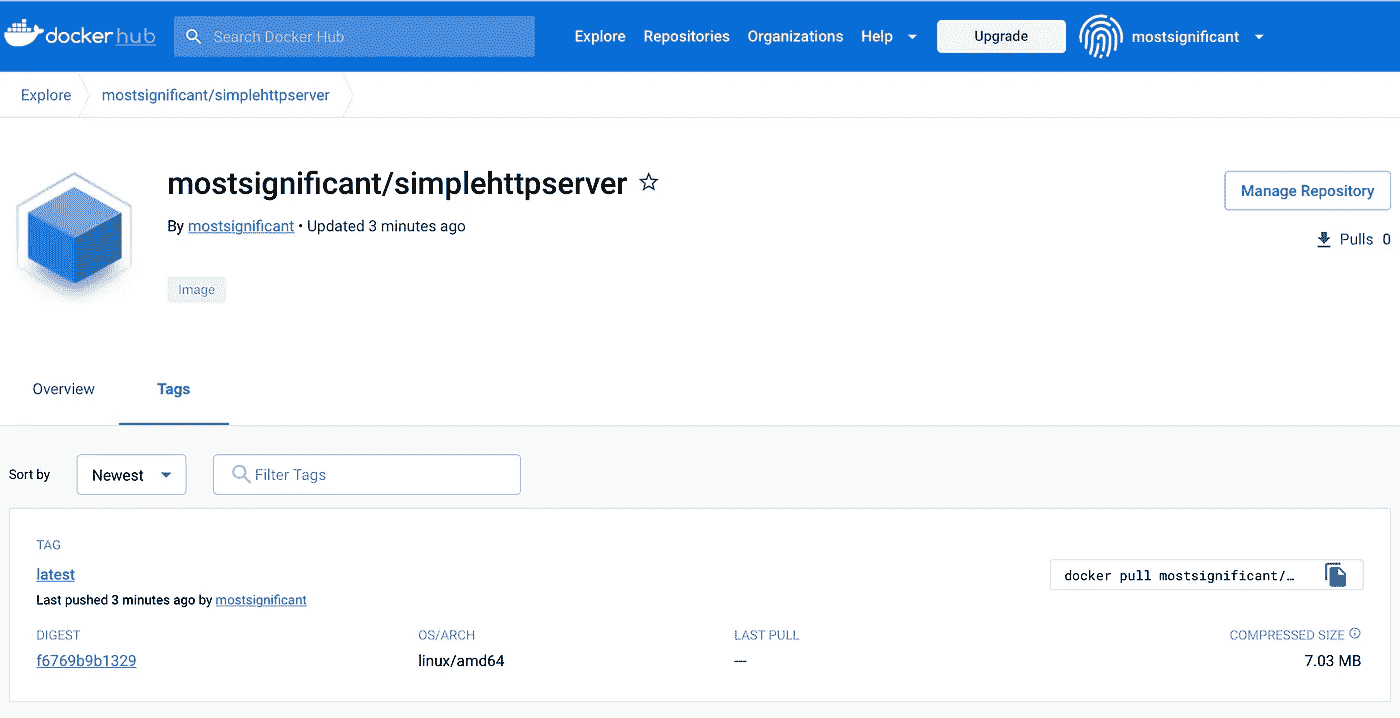 docker hub
Search Docker Hub
Explore Repositories Organizations Help Upgrade mostsignificant
Explore mostsignificant/simplehttpserver
mostsignificant/simplehttpserver
Manage Repository
By mostsignificant • Updated 3 minutes ago
Pulls 0
Image
Overview Tags
Sort by Newest Filter Tags
TAG
latest
docker pull mostsignificant/…
Last pushed 3 minutes ago by mostsignificant
DIGEST OS/ARCH LAST PULL COMPRESSED SIZE
f6769b9b1329 linux/amd64 --- 7.03 MB